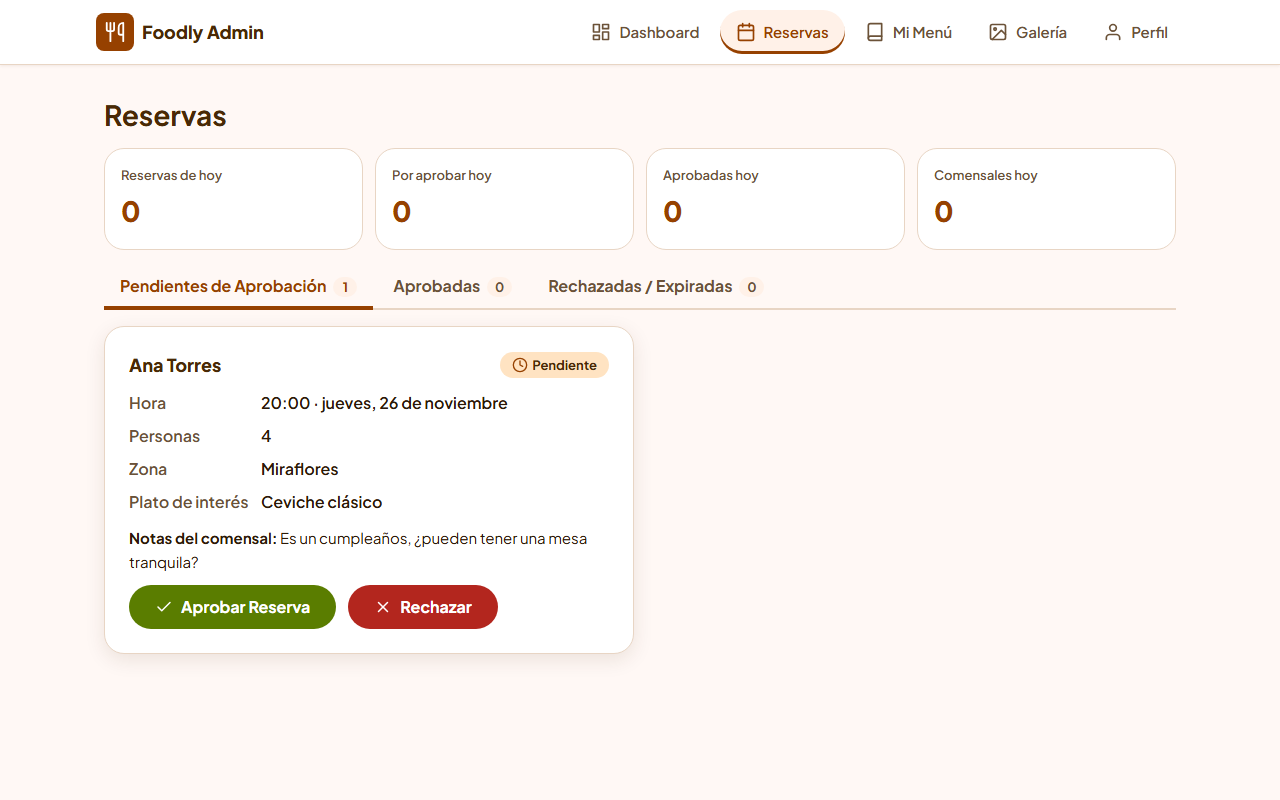 Foodly Admin
Dashboard
Reservas
Mi Menú
Galería
Perfil
Reservas
Reservas de hoy
0
Por aprobar hoy
0
Aprobadas hoy
0
Comensales hoy
0
Pendientes de Aprobación 1
Aprobadas 0
Rechazadas / Expiradas 0
Ana Torres
Pendiente
Hora 20:00 · jueves, 26 de noviembre
Personas 4
Zona Miraflores
Plato de interés Ceviche clásico
Notas del comensal: Es un cumpleaños, ¿pueden tener una mesa
tranquila?
Aprobar Reserva
Rechazar